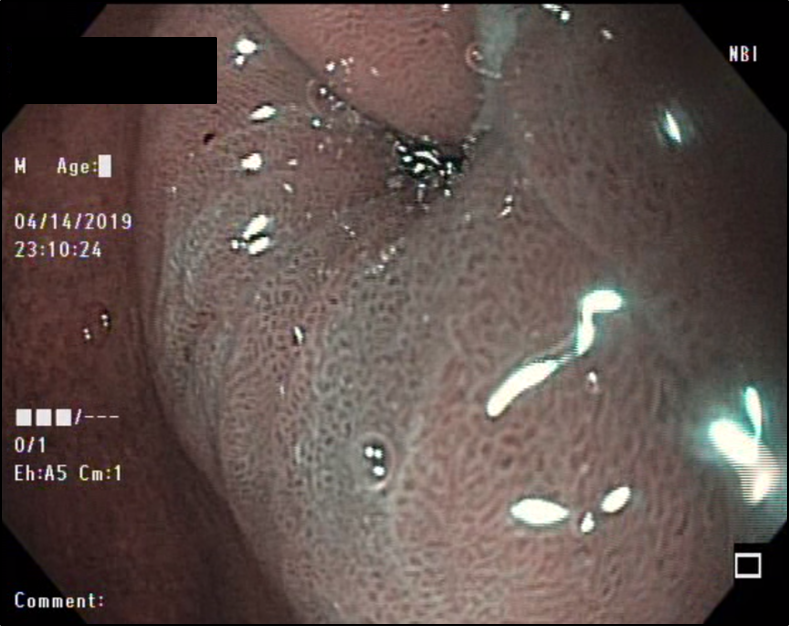 NBI
M Age:
04/14/2019
23:10:24
■■■/---
0/1
Eh:A5 Cm:1
Comment: